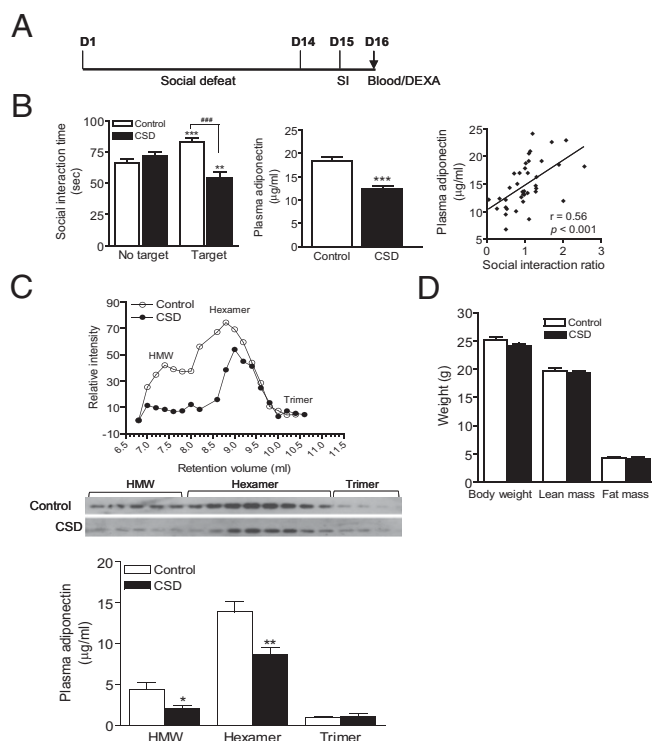 A
D1 D14 D15 D16
Social defeat SI Blood/DEXA
B
Social interaction time
(sec)
100
75
50
25
0
Control
CSD
###
***
**
No target Target
Plasma adiponectin
(μg/ml)
25
20
15
10
5
0
***
Control CSD
Plasma adiponectin
(μg/ml)
25
20
15
10
5
r = 0.56
p < 0.001
0 1 2 3
Social interaction ratio
C
Relative intensity
90
70
50
30
10
-10
Control
CSD
Hexamer
HMW
Trimer
6.5 7.0 7.5 8.0 8.5 9.0 9.5 10.0 10.5 11.0 11.5
Retention volume (ml)
HMW Hexamer Trimer
Control
CSD
Plasma adiponectin
(μg/ml)
20
15
10
5
0
Control
CSD
*
**
HMW Hexamer Trimer
D
Weight (g)
30
25
20
15
10
5
0
Control
CSD
Body weight Lean mass Fat mass